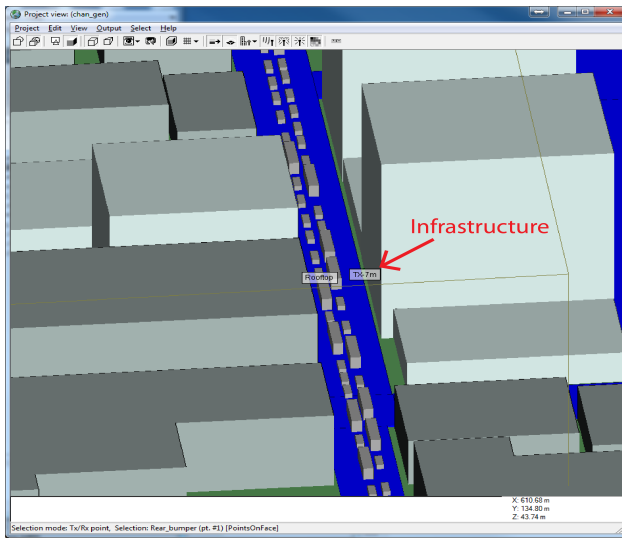 Project view: (chan_gen)
Project Edit View Output Select Help
Infrastructure
Rooftop
TX-7m
X: 610.68 m
Y: 134.80 m
Z: 43.74 m
Selection mode: Tx/Rx point, Selection: Rear_bumper (pt. #1) [PointsOnFace]